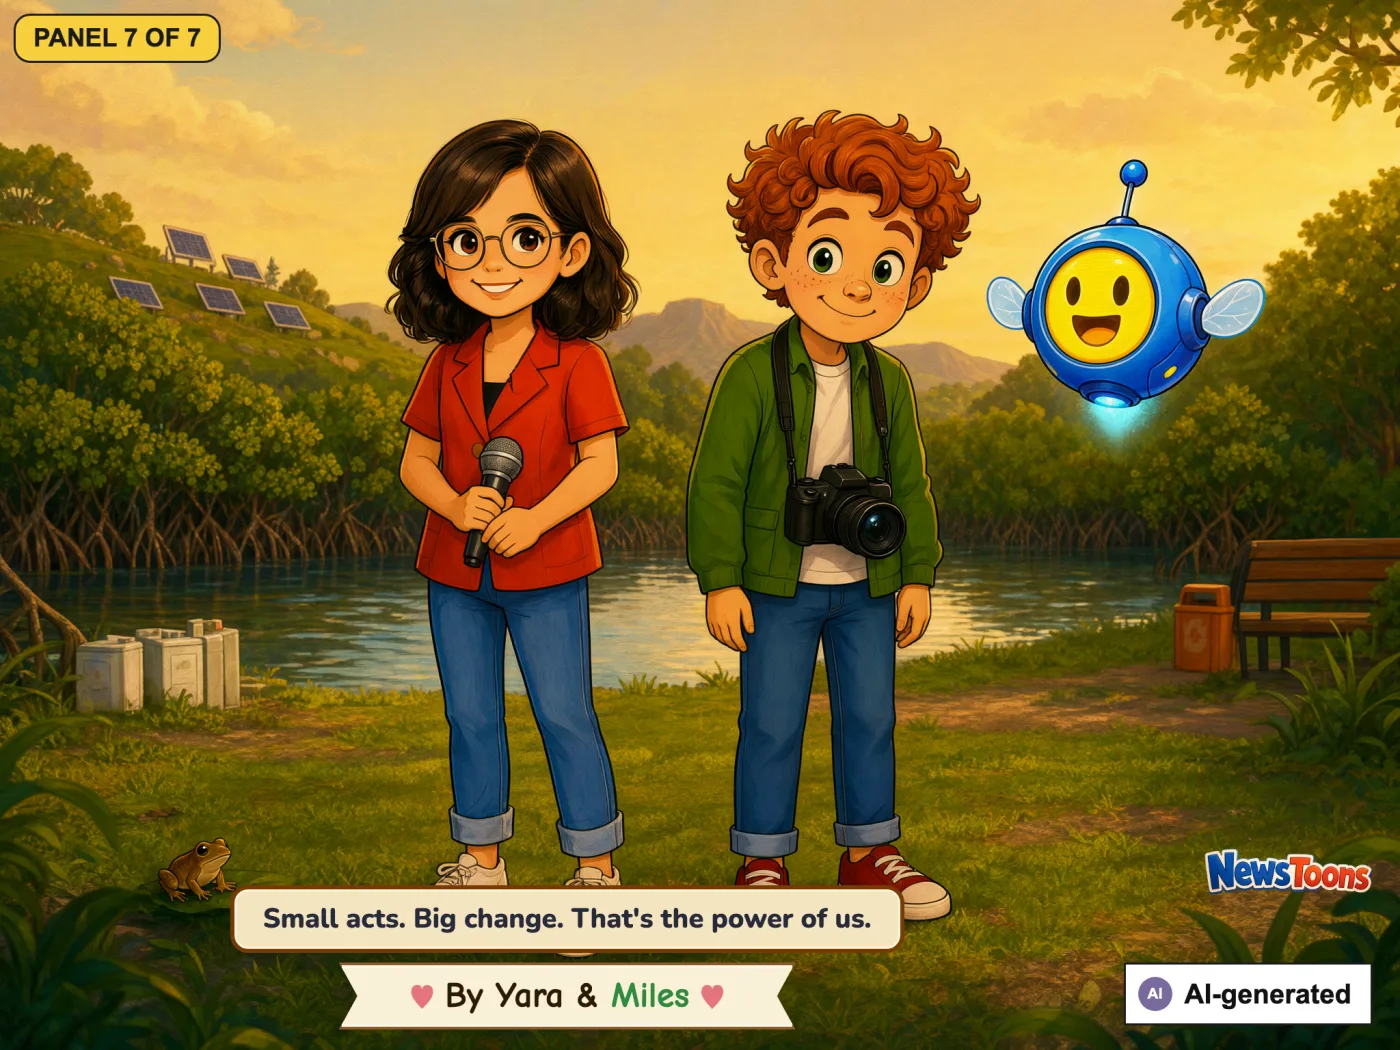 PANEL 7 OF 7
NewsToons
Small acts. Big change. That's the power of us.
By Yara & Miles
AI AI-generated